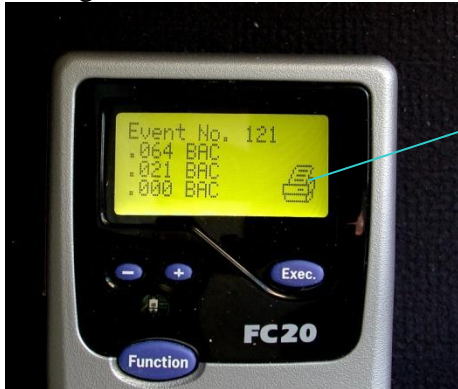 Event No. 121
.064 BAC
.021 BAC
.000 BAC
- +
Exec.
FC20
Function